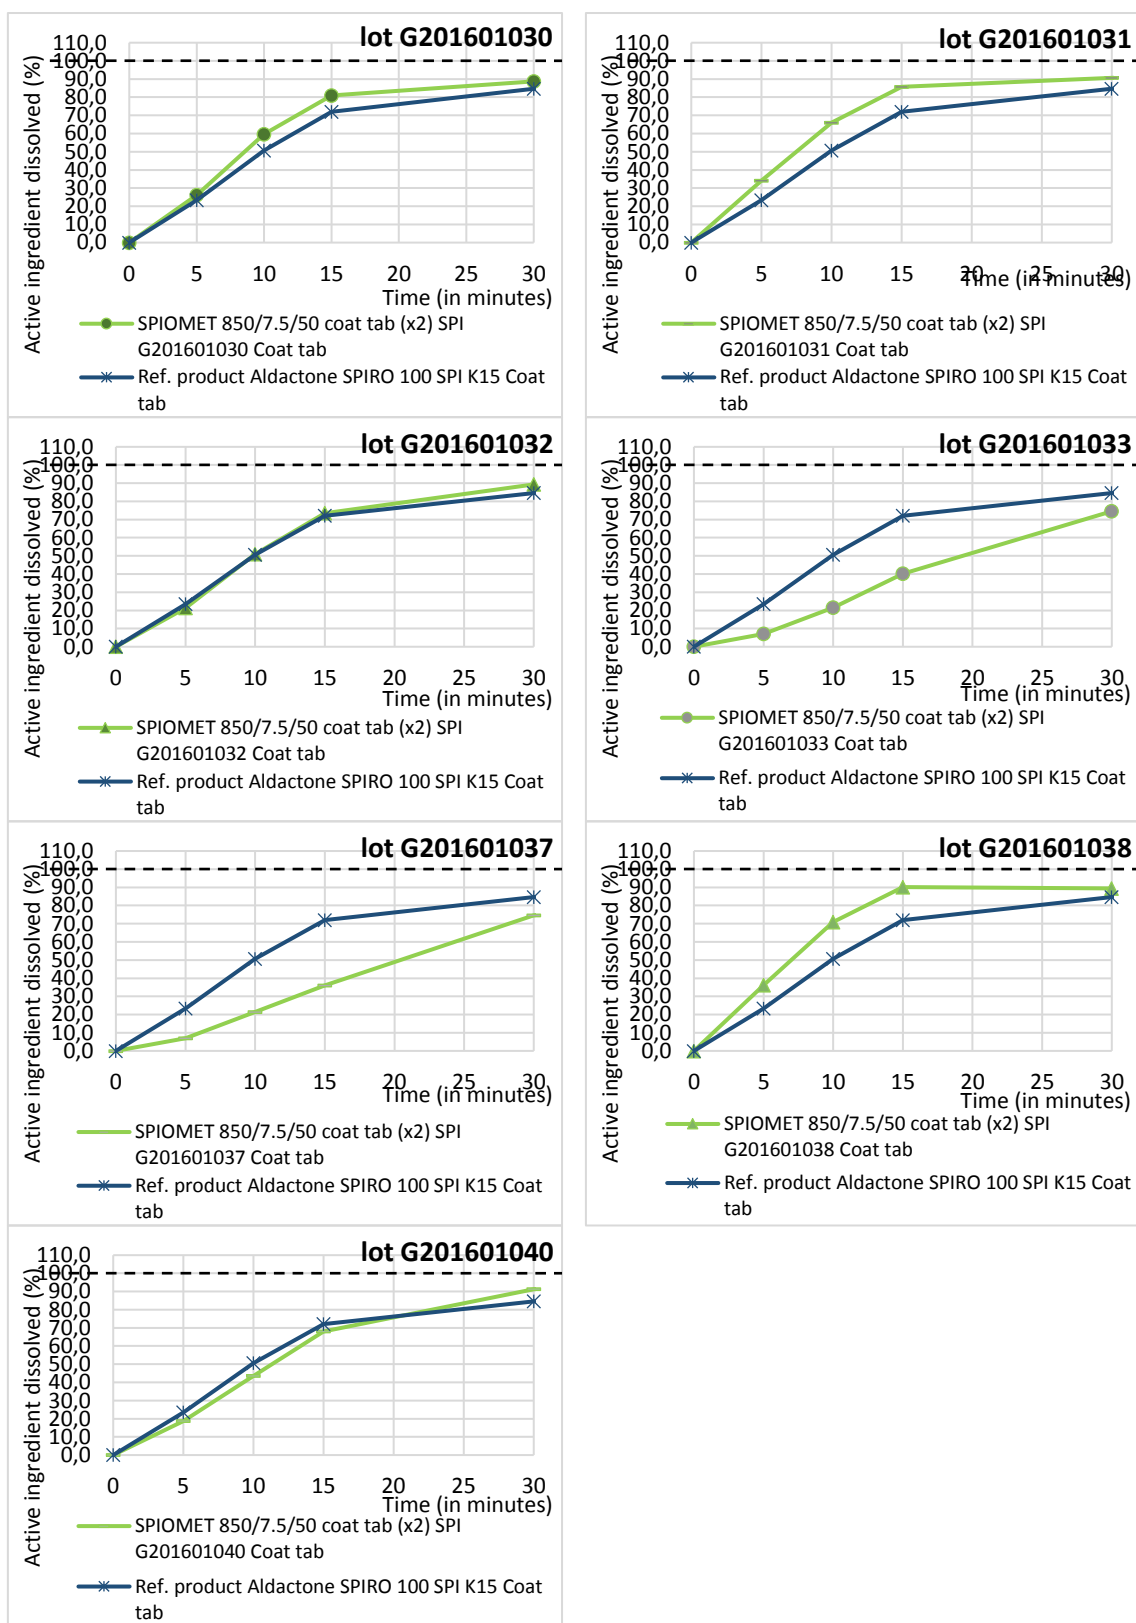 lot G201601030
Active ingredient dissolved (%)
110,0
100,0
90,0
80,0
70,0
60,0
50,0
40,0
30,0
20,0
10,0
0,0
0 5 10 15 20 25 30
Time (in minutes)
SPIOMET 850/7.5/50 coat tab (x2) SPI
G201601030 Coat tab
Ref. product Aldactone SPIRO 100 SPI K15 Coat
tab
lot G201601031
Active ingredient dissolved (%)
110,0
100,0
90,0
80,0
70,0
60,0
50,0
40,0
30,0
20,0
10,0
0,0
0 5 10 15 20 25 30
Time (in minutes)
SPIOMET 850/7.5/50 coat tab (x2) SPI
G201601031 Coat tab
Ref. product Aldactone SPIRO 100 SPI K15 Coat
tab
lot G201601032
Active ingredient dissolved (%)
110,0
100,0
90,0
80,0
70,0
60,0
50,0
40,0
30,0
20,0
10,0
0,0
0 5 10 15 20 25 30
Time (in minutes)
SPIOMET 850/7.5/50 coat tab (x2) SPI
G201601032 Coat tab
Ref. product Aldactone SPIRO 100 SPI K15 Coat
tab
lot G201601033
Active ingredient dissolved (%)
110,0
100,0
90,0
80,0
70,0
60,0
50,0
40,0
30,0
20,0
10,0
0,0
0 5 10 15 20 25 30
Time (in minutes)
SPIOMET 850/7.5/50 coat tab (x2) SPI
G201601033 Coat tab
Ref. product Aldactone SPIRO 100 SPI K15 Coat
tab
lot G201601037
Active ingredient dissolved (%)
110,0
100,0
90,0
80,0
70,0
60,0
50,0
40,0
30,0
20,0
10,0
0,0
0 5 10 15 20 25 30
Time (in minutes)
SPIOMET 850/7.5/50 coat tab (x2) SPI
G201601037 Coat tab
Ref. product Aldactone SPIRO 100 SPI K15 Coat
tab
lot G201601038
Active ingredient dissolved (%)
110,0
100,0
90,0
80,0
70,0
60,0
50,0
40,0
30,0
20,0
10,0
0,0
0 5 10 15 20 25 30
Time (in minutes)
SPIOMET 850/7.5/50 coat tab (x2) SPI
G201601038 Coat tab
Ref. product Aldactone SPIRO 100 SPI K15 Coat
tab
lot G201601040
Active ingredient dissolved (%)
110,0
100,0
90,0
80,0
70,0
60,0
50,0
40,0
30,0
20,0
10,0
0,0
0 5 10 15 20 25 30
Time (in minutes)
SPIOMET 850/7.5/50 coat tab (x2) SPI
G201601040 Coat tab
Ref. product Aldactone SPIRO 100 SPI K15 Coat
tab